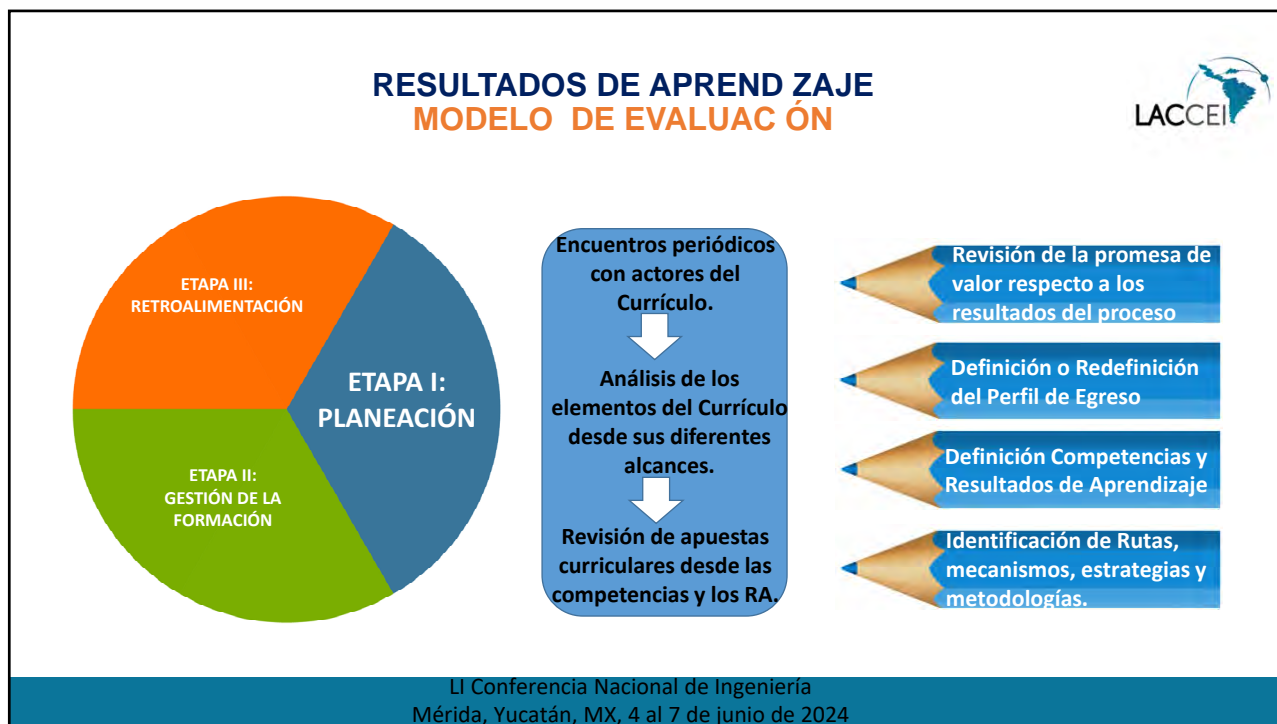 RESULTADOS DE APREND ZAJE
MODELO DE EVALUAC ÓN
LACCEI
ETAPA III:
RETROALIMENTACIÓN
ETAPA I:
PLANEACIÓN
ETAPA II:
GESTIÓN DE LA
FORMACIÓN
Encuentros periódicos
con actores del
Currículo.
Análisis de los
elementos del Currículo
desde sus diferentes
alcances.
Revisión de apuestas
curriculares desde las
competencias y los RA.
Revisión de la promesa de
valor respecto a los
resultados del proceso
Definición o Redefinición
del Perfil de Egreso
Definición Competencias y
Resultados de Aprendizaje
Identificación de Rutas,
mecanismos, estrategias y
metodologías.
LI Conferencia Nacional de Ingeniería
Mérida, Yucatán, MX, 4 al 7 de junio de 2024